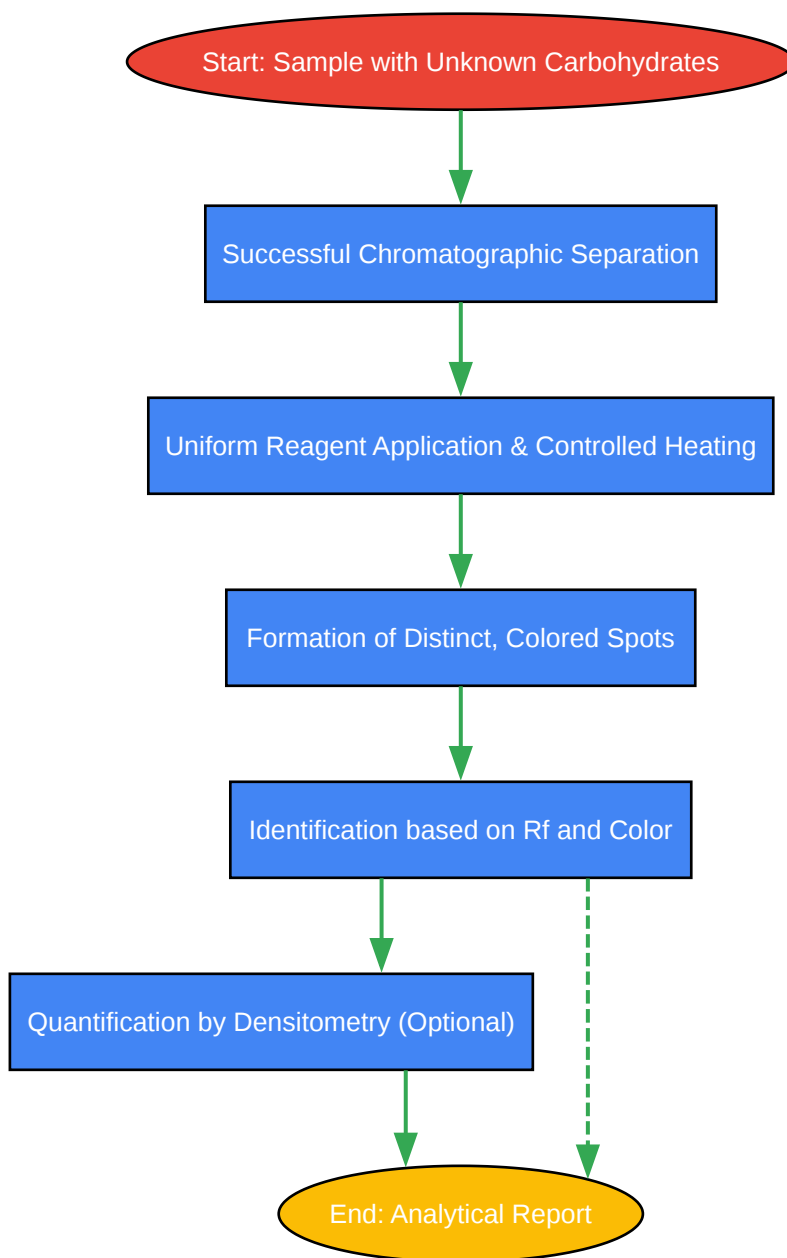 Start: Sample with Unknown Carbohydrates
Successful Chromatographic Separation
Uniform Reagent Application & Controlled Heating
Formation of Distinct, Colored Spots
Identification based on Rf and Color
Quantification by Densitometry (Optional)
End: Analytical Report